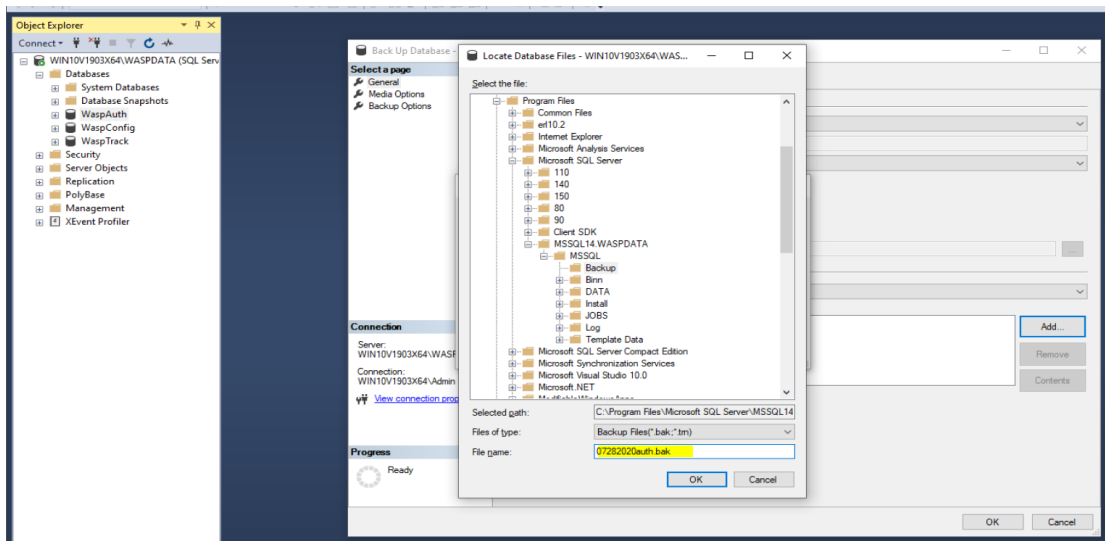 Object Explorer
Connect
WIN10V1903X64\WASPDATA (SQL Serv
Databases
System Databases
Database Snapshots
WaspAuth
WaspConfig
WaspTrack
Security
Server Objects
Replication
PolyBase
Management
XEvent Profiler
Back Up Database -
Select a page
General
Media Options
Backup Options
Connection
Server:
WIN10V1903X64\WASF
Connection:
WIN10V1903X64\Admin
View connection prop
Progress
Ready
Locate Database Files - WIN10V1903X64\WAS...
Select the file:
Program Files
Common Files
erl10.2
Internet Explorer
Microsoft Analysis Services
Microsoft SQL Server
110
140
150
80
90
Client SDK
MSSQL14.WASPDATA
MSSQL
Backup
Binn
DATA
Install
JOBS
Log
Template Data
Microsoft SQL Server Compact Edition
Microsoft Synchronization Services
Microsoft Visual Studio 10.0
Microsoft.NET
Selected path:
C:\Program Files\Microsoft SQL Server\MSSQL14
Files of type:
Backup Files(*.bak;*.trn)
File name:
07282020auth.bak
OK
Cancel
...
Add...
Remove
Contents
OK
Cancel